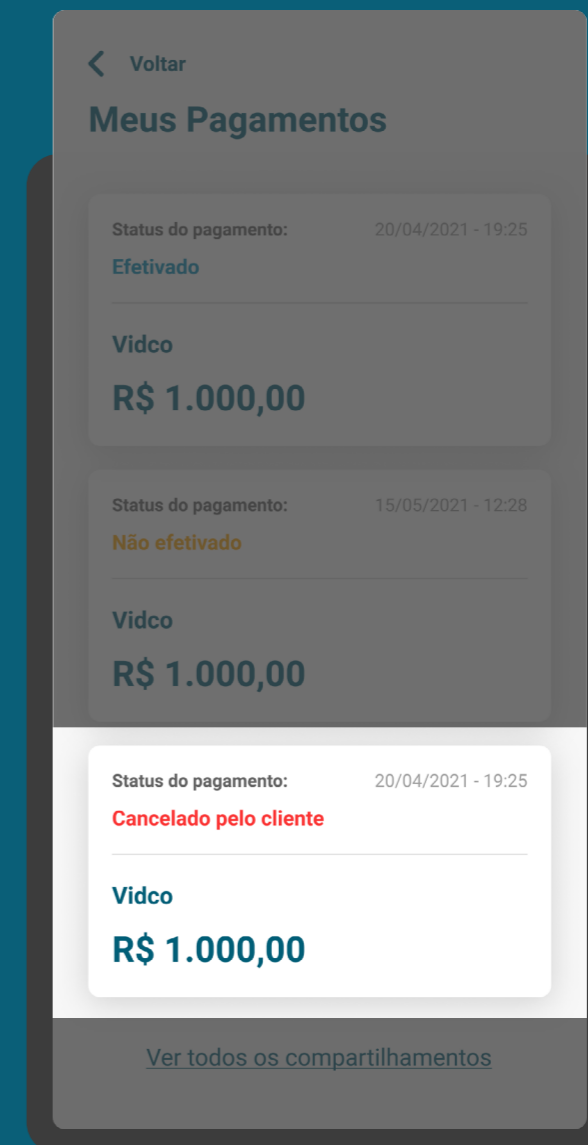 Voltar
Meus Pagamentos
Status do pagamento: 20/04/2021 - 19:25
Efetivado
Vidco
R$ 1.000,00
Status do pagamento: 15/05/2021 - 12:28
Não efetivado
Vidco
R$ 1.000,00
Status do pagamento: 20/04/2021 - 19:25
Cancelado pelo cliente
Vidco
R$ 1.000,00
Ver todos os compartilhamentos